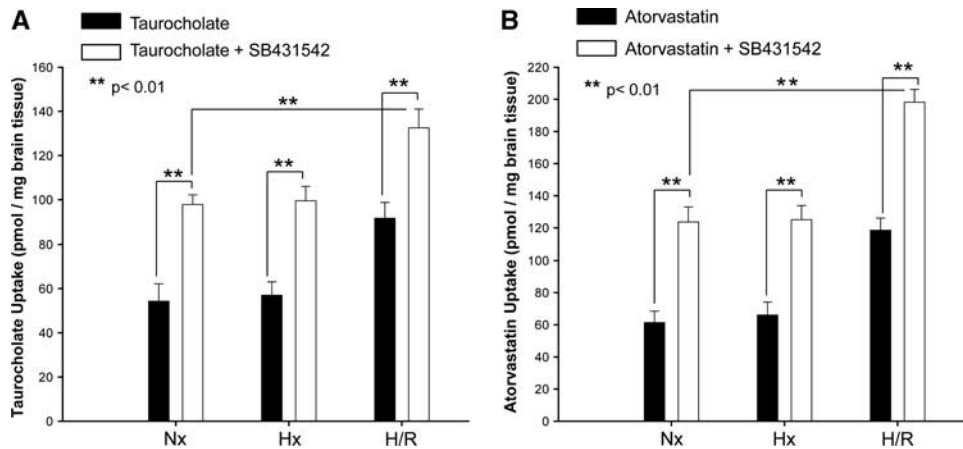 A
Taurocholate
Taurocholate + SB431542
** p< 0.01
Taurocholate Uptake (pmol / mg brain tissue)
160
140
120
100
80
60
40
20
0
**
**
**
**
Nx
Hx
H/R
B
Atorvastatin
Atorvastatin + SB431542
** p< 0.01
Atorvastatin Uptake (pmol / mg brain tissue)
220
200
180
160
140
120
100
80
60
40
20
0
**
**
**
**
Nx
Hx
H/R